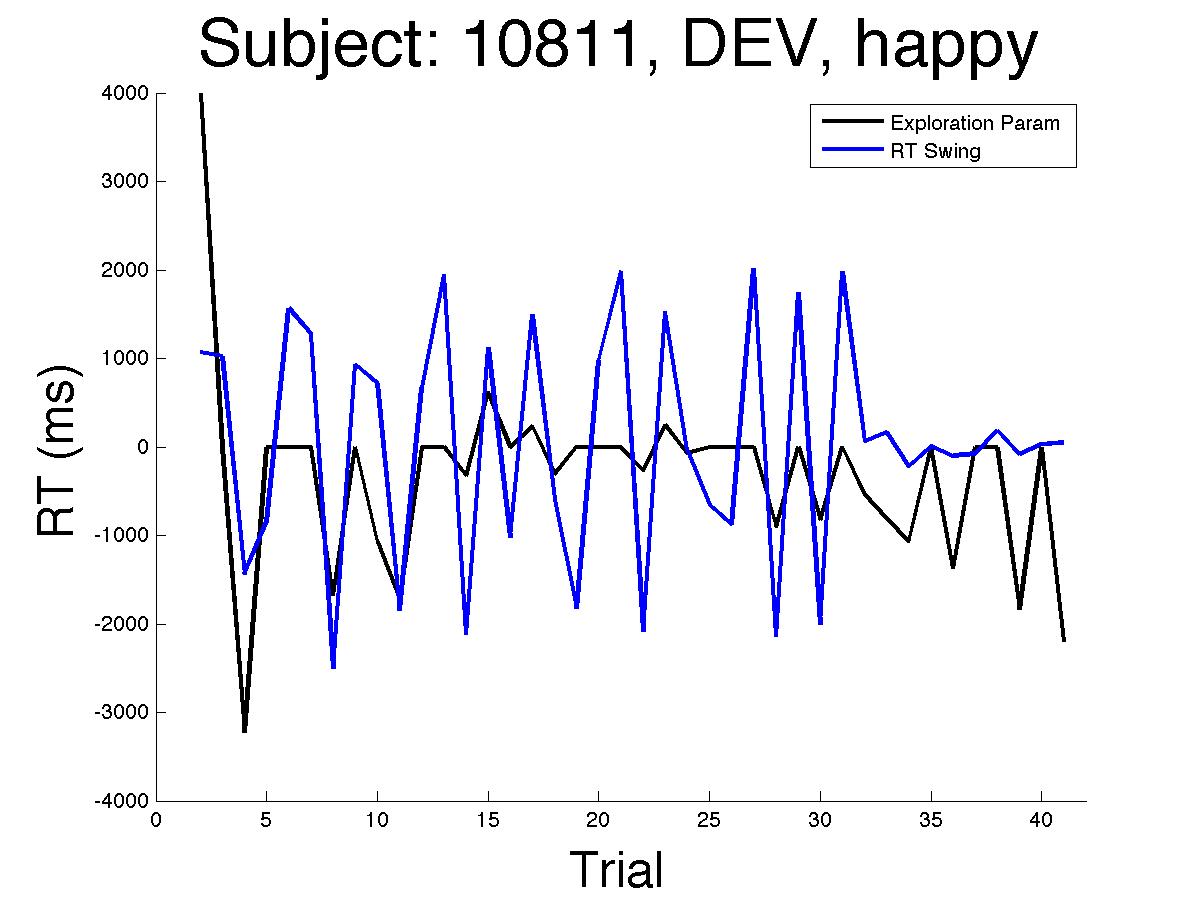 Subject: 10811, DEV, happy
Exploration Param
RT Swing
4000
3000
2000
1000
0
-1000
-2000
-3000
-4000
RT (ms)
0 5 10 15 20 25 30 35 40
Trial